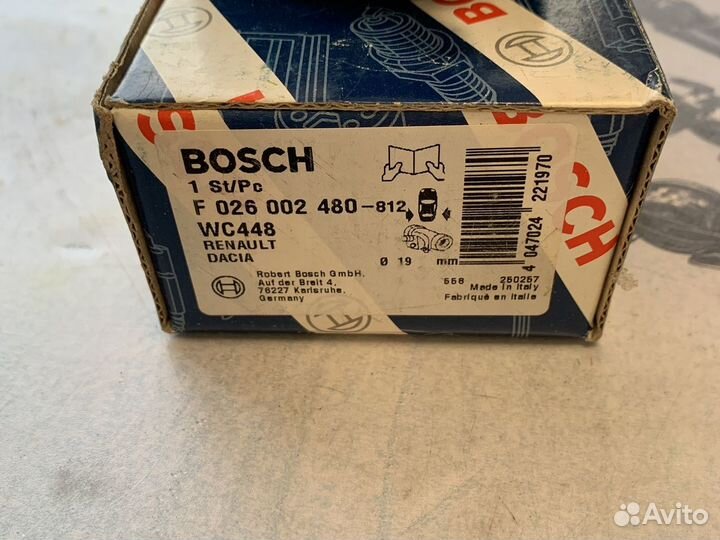 BOSCH
BOSCH
BOSCH
1 St/Pc
F 026 002 480-812
WC448
RENAULT
DACIA
Ø 19 mm
4 047024 221970
Robert Bosch GmbH.
Auf der Breit 4,
76227 Karlsruhe,
Germany
558 250257
Made in Italy
Fabriqué en Italie
Avito